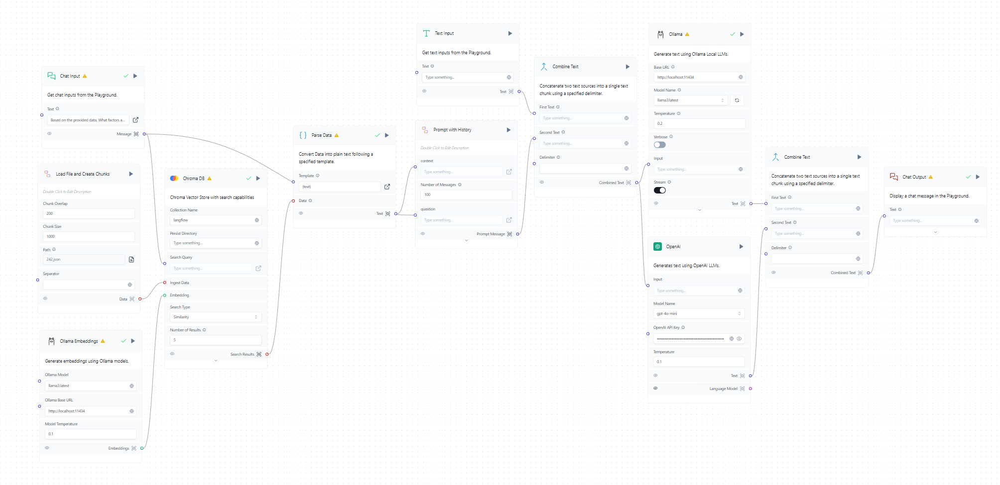 Chat Input
Get chat inputs from the Playground.
Text
Based on the provided data, What factors a...
Message
Load File and Create Chunks
Double Click to Edit Description
Chunk Overlap
200
Chunk Size
1000
Path
242.json
Separator
Data
Ollama Embeddings
Generate embeddings using Ollama models.
Ollama Model
llama3:latest
Ollama Base URL
http://localhost:11434
Model Temperature
0.1
Embeddings
Chroma DB
Chroma Vector Store with search capabilities
Collection Name
langflow
Persist Directory
Type something...
Search Query
Type something...
Ingest Data
Embedding
Search Type
Similarity
Number of Results
5
Search Results
Parse Data
Convert Data into plain text following a
specified template.
Template
{text}
Data
Text
Text Input
Get text inputs from the Playground.
Text
Type something...
Text
Prompt with History
Double Click to Edit Description
context
Type something...
Number of Messages
100
question
Type something...
Prompt Message
Combine Text
Concatenate two text sources into a single text
chunk using a specified delimiter.
First Text
Type something...
Second Text
Type something...
Delimiter
Combined Text
Ollama
Generate text using Ollama Local LLMs.
Base URL
http://localhost:11434
Model Name
llama3:latest
Temperature
0.2
Verbose
Input
Type something...
Stream
Text
OpenAI
Generates text using OpenAI LLMs.
Input
Type something...
Model Name
gpt-4o-mini
OpenAI API Key
Temperature
0.1
Text
Language Model
Combine Text
Concatenate two text sources into a single text
chunk using a specified delimiter.
First Text
Type something...
Second Text
Type something...
Delimiter
Combined Text
Chat Output
Display a chat message in the Playground.
Text
Type something...